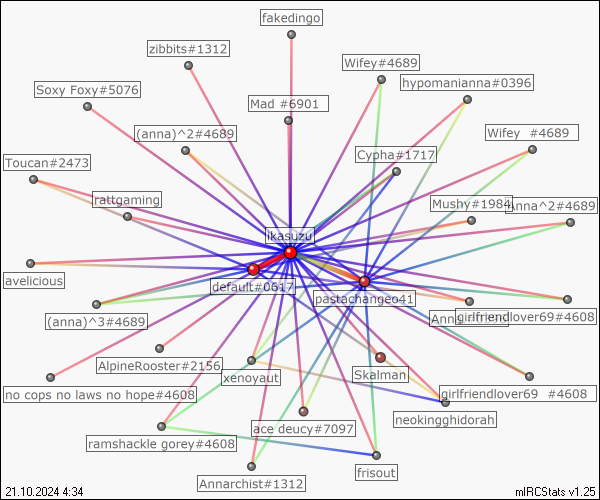 fakedingo
zibbits#1312
Wifey#4689
hypomanianna#0396
Soxy Foxy#5076
Mad #6901
(anna)^2#4689
Wifey #4689
Cypha#1717
Toucan#2473
rattgaming
Mushy#1984
Anna^2#4689
ikasuzu
avelicious
default#0617
pastachangeo41
(anna)^3#4689
girlfriendlover69#4608
AlpineRooster#2156
xenoyaut
Skalman
no cops no laws no hope#4608
girlfriendlover69 #4608
neokingghidorah
ace deucy#7097
ramshackle gorey#4608
frisout
Annarchist#1312
21.10.2024 4:34
mIRCStats v1.25